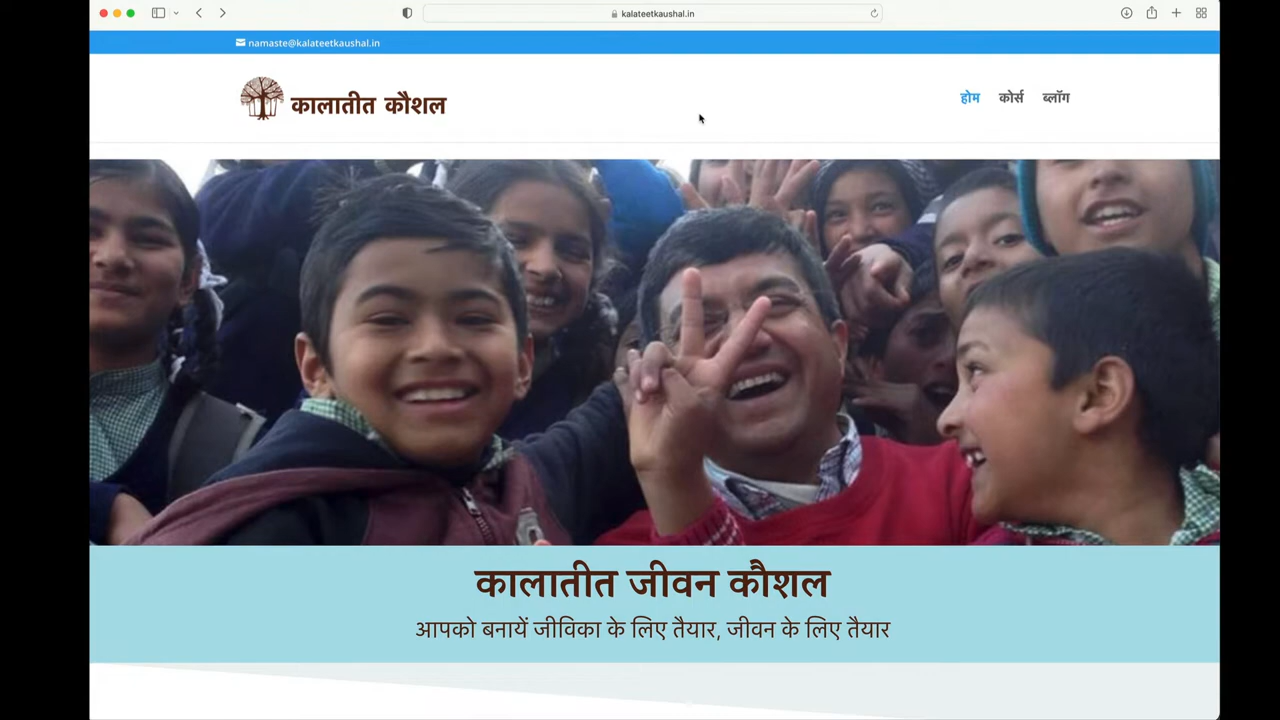 kalateetkaushal.in
namaste@kalateetkaushal.in
कालातीत कौशल
होम कोर्स ब्लॉग
कालातीत जीवन कौशल
आपको बनायें जीविका के लिए तैयार, जीवन के लिए तैयार